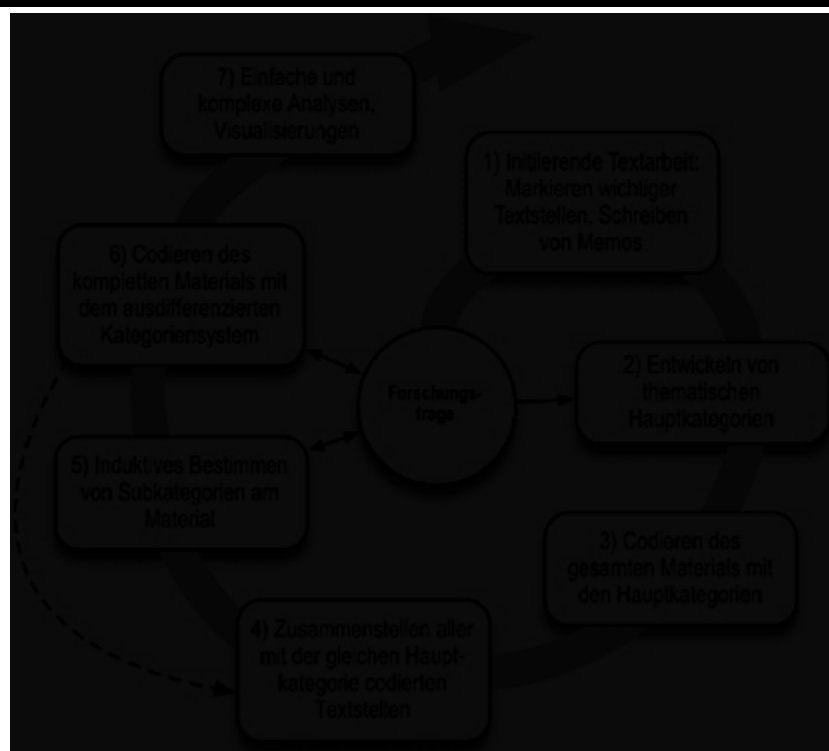 7) Einfache und
komplexe Analysen,
Visualisierungen
1) Initiierende Textarbeit:
Markieren wichtiger
Textstellen, Schreiben
von Memos
6) Codieren des
kompletten Materials mit
dem ausdifferenzierten
Kategoriensystem
Forschungs-
frage
2) Entwickeln von
thematischen
Hauptkategorien
5) Induktives Bestimmen
von Subkategorien am
Material
3) Codieren des
gesamten Materials mit
den Hauptkategorien
4) Zusammenstellen aller
mit der gleichen Haupt-
kategorie codierten
Textstellen